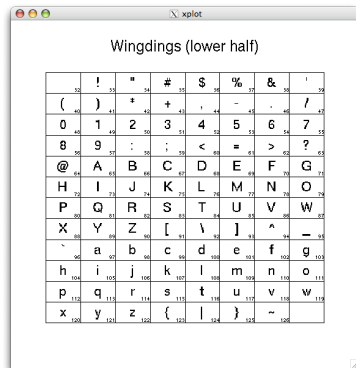 xplot
Wingdings (lower half)
32 ! 33 " 34 # 35 $ 36 % 37 & 38 ' 39
( 40 ) 41 * 42 + 43 , 44 - 45 . 46 / 47
0 48 1 49 2 50 3 51 4 52 5 53 6 54 7 55
8 56 9 57 : 58 ; 59 < 60 = 61 > 62 ? 63
@ 64 A 65 B 66 C 67 D 68 E 69 F 70 G 71
H 72 I 73 J 74 K 75 L 76 M 77 N 78 O 79
P 80 Q 81 R 82 S 83 T 84 U 85 V 86 W 87
X 88 Y 89 Z 90 [ 91 \ 92 ] 93 ^ 94 _ 95
` 96 a 97 b 98 c 99 d 100 e 101 f 102 g 103
h 104 i 105 j 106 k 107 l 108 m 109 n 110 o 111
p 112 q 113 r 114 s 115 t 116 u 117 v 118 w 119
x 120 y 121 z 122 { 123 | 124 } 125 ~ 126